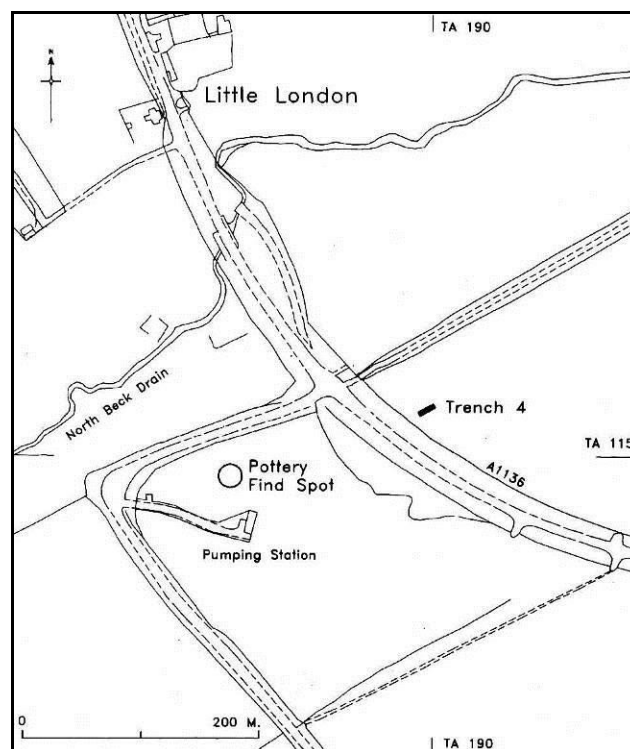 TA 190
N
Little London
North Beck Drain
Trench 4
TA 115
A1136
Pottery
Find Spot
Pumping Station
0
200 M.
TA 190